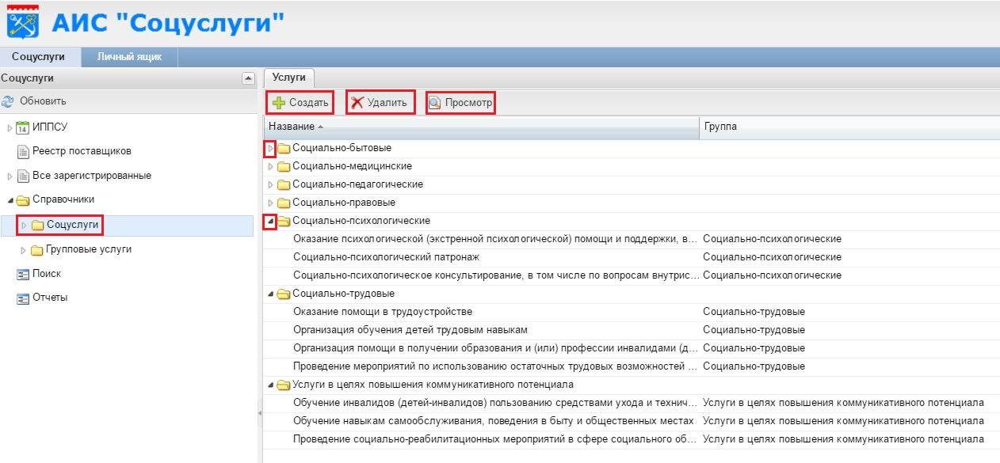 АИС "Соцуслуги"
Соцуслуги Личный ящик
Соцуслуги
Обновить
14 ИППСУ
Реестр поставщиков
Все зарегистрированные
Справочники
Соцуслуги
Групповые услуги
Поиск
Отчеты
Услуги
Создать Удалить Просмотр
Название Группа
Социально-бытовые
Социально-медицинские
Социально-педагогические
Социально-правовые
Социально-психологические
Оказание психологической (экстренной психологической) помощи и поддержки, в... Социально-психологические
Социально-психологический патронаж Социально-психологические
Социально-психологическое консультирование, в том числе по вопросам внутрис... Социально-психологические
Социально-трудовые
Оказание помощи в трудоустройстве Социально-трудовые
Организация обучения детей трудовым навыкам Социально-трудовые
Организация помощи в получении образования и (или) профессии инвалидами (д... Социально-трудовые
Проведение мероприятий по использованию остаточных трудовых возможностей ... Социально-трудовые
Услуги в целях повышения коммуникативного потенциала
Обучение инвалидов (детей-инвалидов) пользованию средствами ухода и технич... Услуги в целях повышения коммуникативного потенциала
Обучение навыкам самообслуживания, поведения в быту и общественных местах Услуги в целях повышения коммуникативного потенциала
Проведение социально-реабилитационных мероприятий в сфере социального об... Услуги в целях повышения коммуникативного потенциала